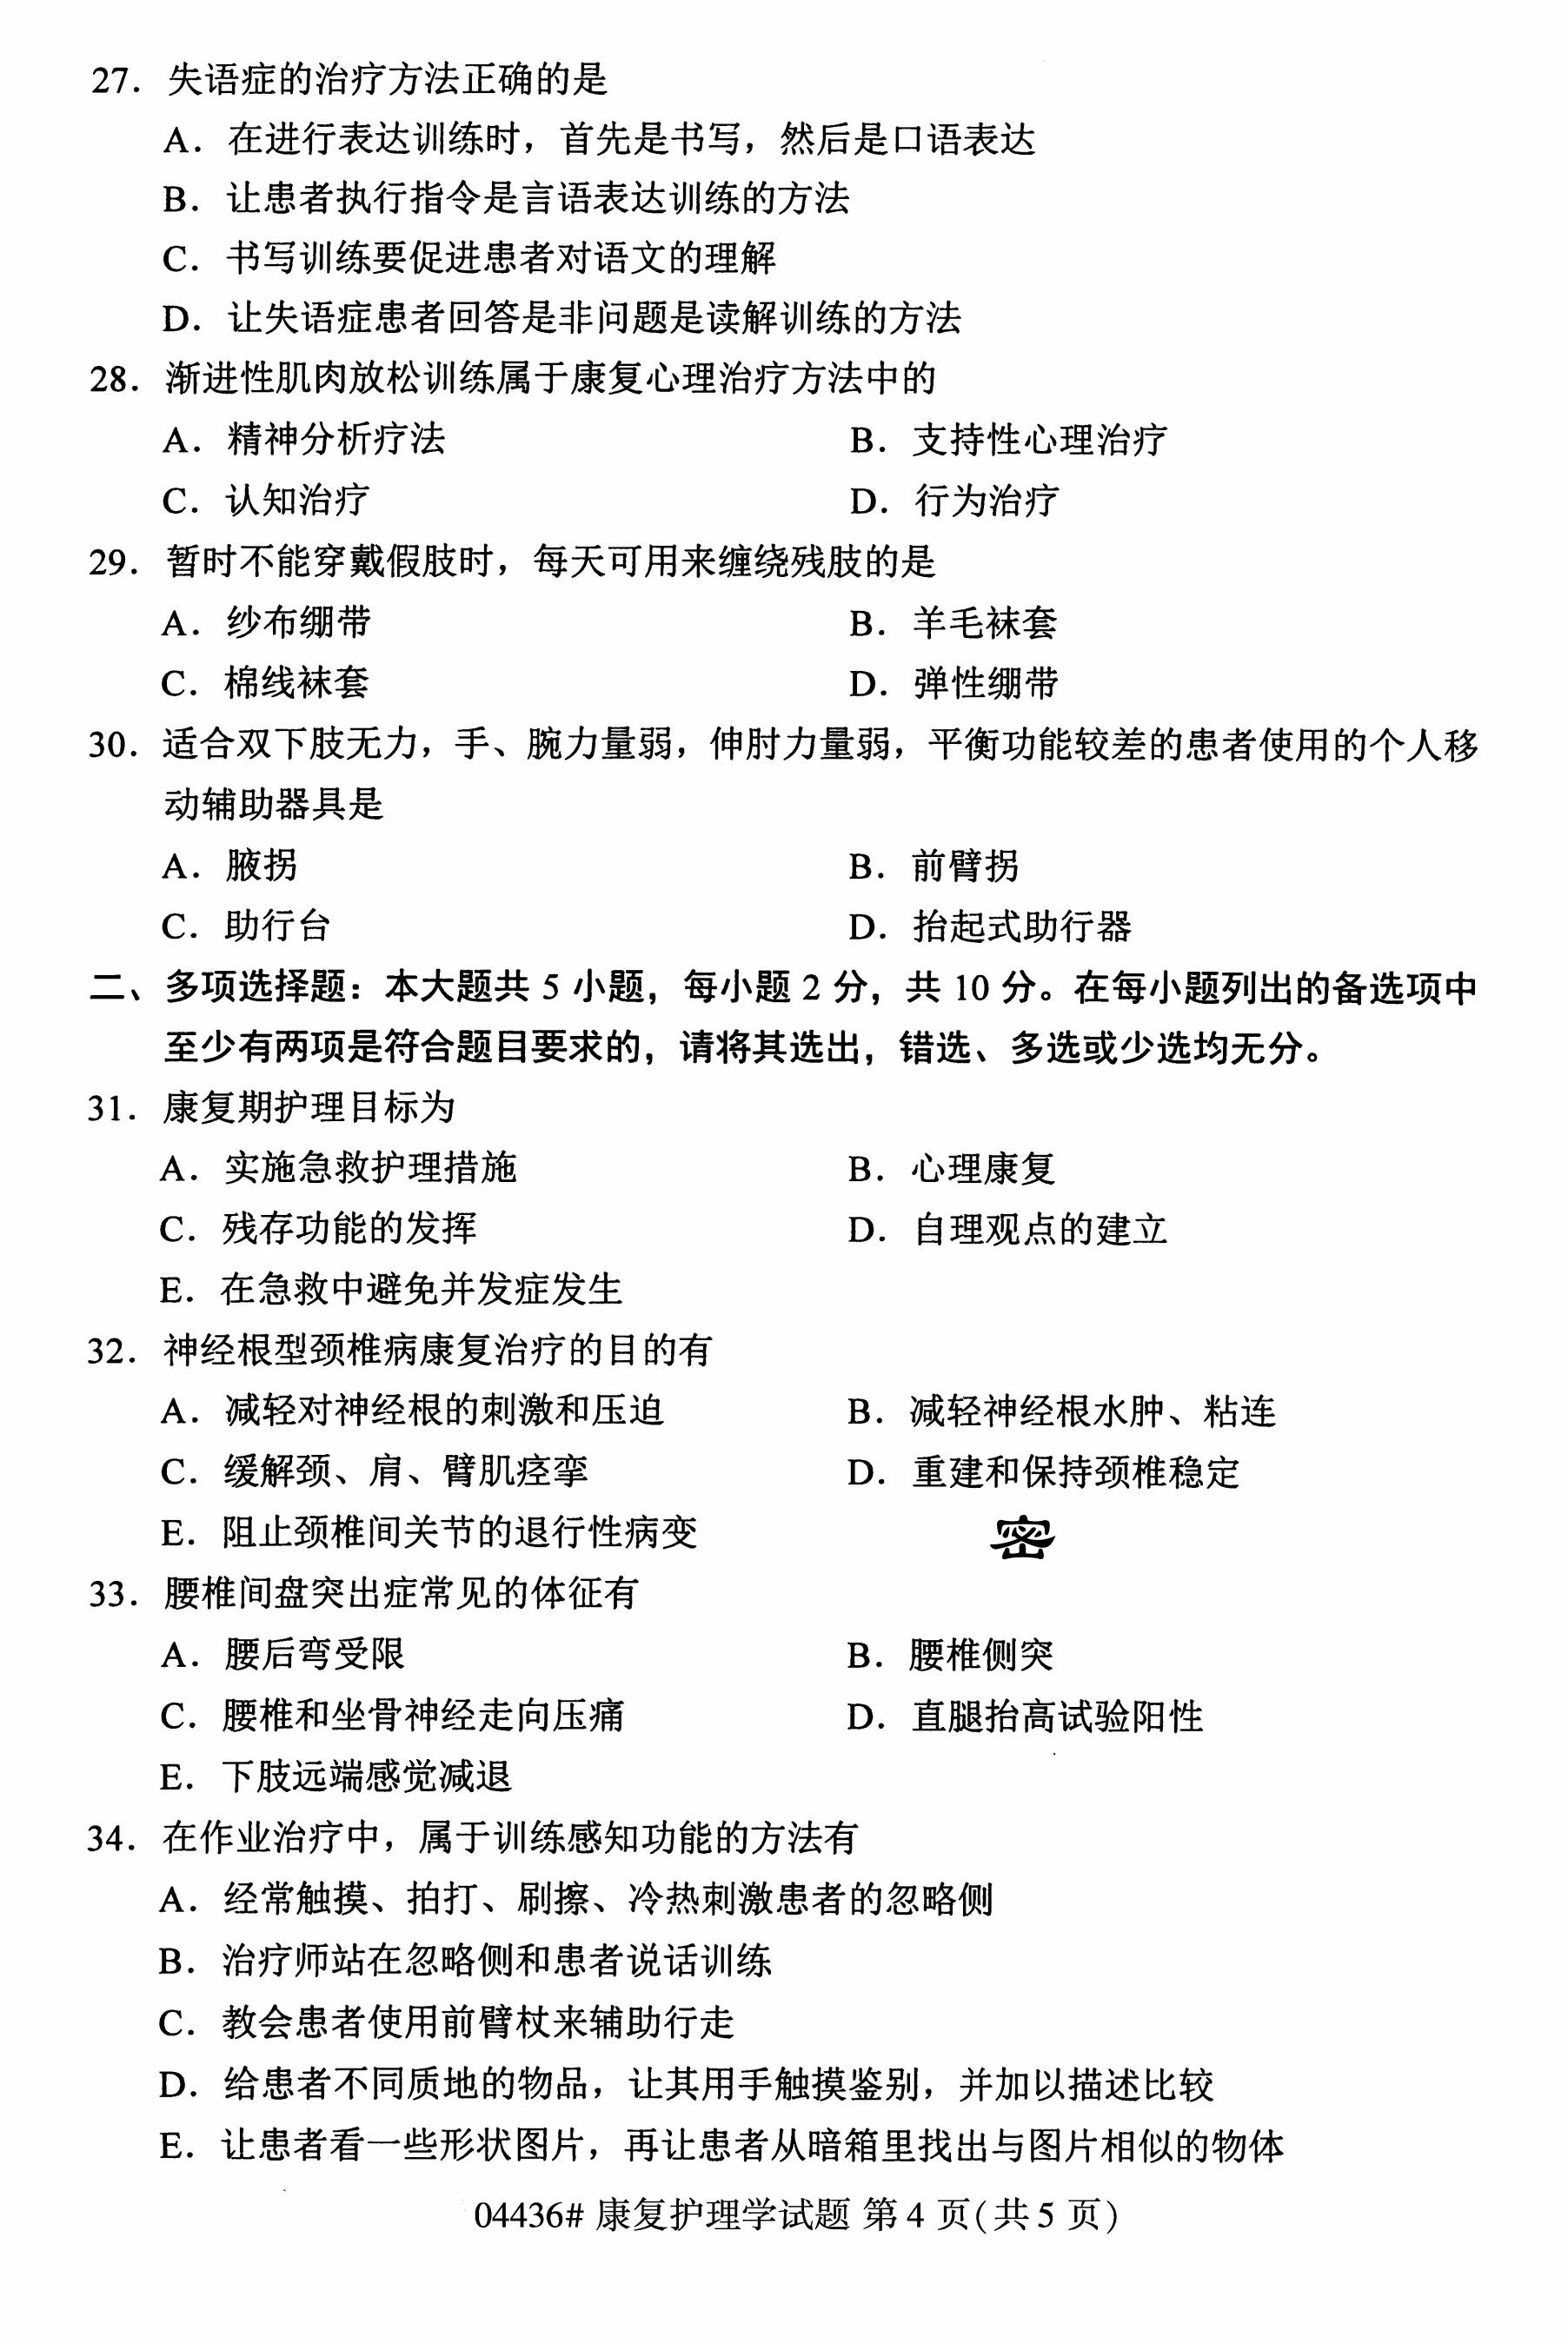 27. 失语症的治疗方法正确的是
A. 在进行表达训练时，首先是书写，然后是口语表达
B. 让患者执行指令是言语表达训练的方法
C. 书写训练要促进患者对语文的理解
D. 让失语症患者回答是非问题是读解训练的方法
28. 渐进性肌肉放松训练属于康复心理治疗方法中的
A. 精神分析疗法 B. 支持性心理治疗
C. 认知治疗 D. 行为治疗
29. 暂时不能穿戴假肢时，每天可用来缠绕残肢的是
A. 纱布绷带 B. 羊毛袜套
C. 棉线袜套 D. 弹性绷带
30. 适合双下肢无力，手、腕力量弱，伸肘力量弱，平衡功能较差的患者使用的个人移
动辅助器具是
A. 腋拐 B. 前臂拐
C. 助行台 D. 抬起式助行器
二、多项选择题：本大题共 5 小题，每小题 2 分，共 10 分。在每小题列出的备选项中
至少有两项是符合题目要求的，请将其选出，错选、多选或少选均无分。
31. 康复期护理目标为
A. 实施急救护理措施 B. 心理康复
C. 残存功能的发挥 D. 自理观点的建立
E. 在急救中避免并发症发生
32. 神经根型颈椎病康复治疗的目的有
A. 减轻对神经根的刺激和压迫 B. 减轻神经根水肿、粘连
C. 缓解颈、肩、臂肌痉挛 D. 重建和保持颈椎稳定
E. 阻止颈椎间关节的退行性病变 密
33. 腰椎间盘突出症常见的体征有
A. 腰后弯受限 B. 腰椎侧突
C. 腰椎和坐骨神经走向压痛 D. 直腿抬高试验阳性
E. 下肢远端感觉减退
34. 在作业治疗中，属于训练感知功能的方法有
A. 经常触摸、拍打、刷擦、冷热刺激患者的忽略侧
B. 治疗师站在忽略侧和患者说话训练
C. 教会患者使用前臂杖来辅助行走
D. 给患者不同质地的物品，让其用手触摸鉴别，并加以描述比较
E. 让患者看一些形状图片，再让患者从暗箱里找出与图片相似的物体
04436# 康复护理学试题 第 4 页(共 5 页)